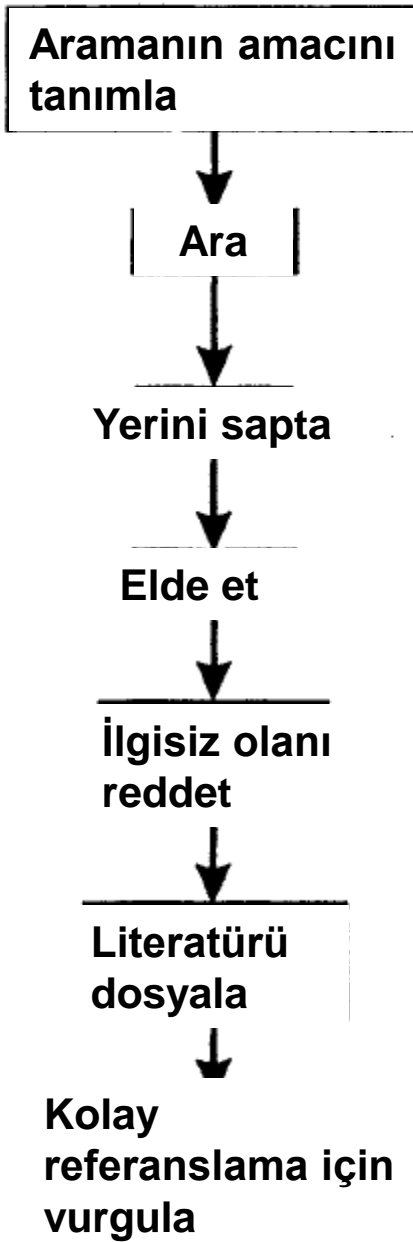 Aramanın amacını
tanımla
Ara
Yerini sapta
Elde et
İlgisiz olanı
reddet
Literatürü
dosyala
Kolay
referanslama için
vurgula